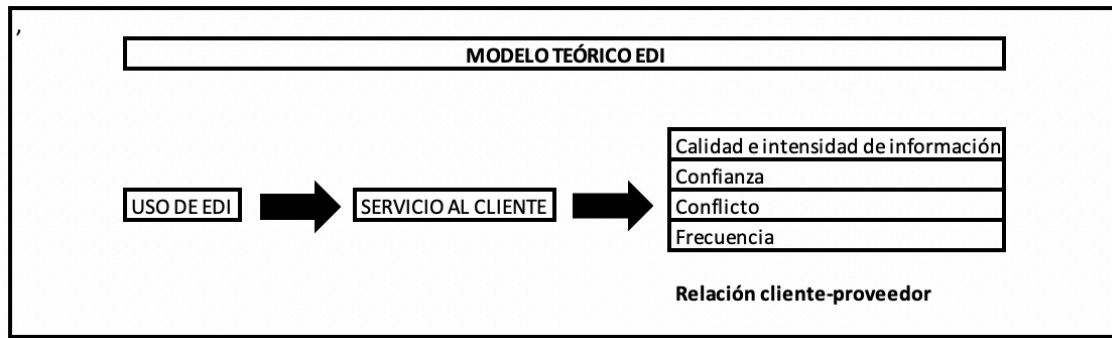 ,
MODELO TEÓRICO EDI
USO DE EDI
SERVICIO AL CLIENTE
Calidad e intensidad de información
Confianza
Conflicto
Frecuencia
Relación cliente-proveedor